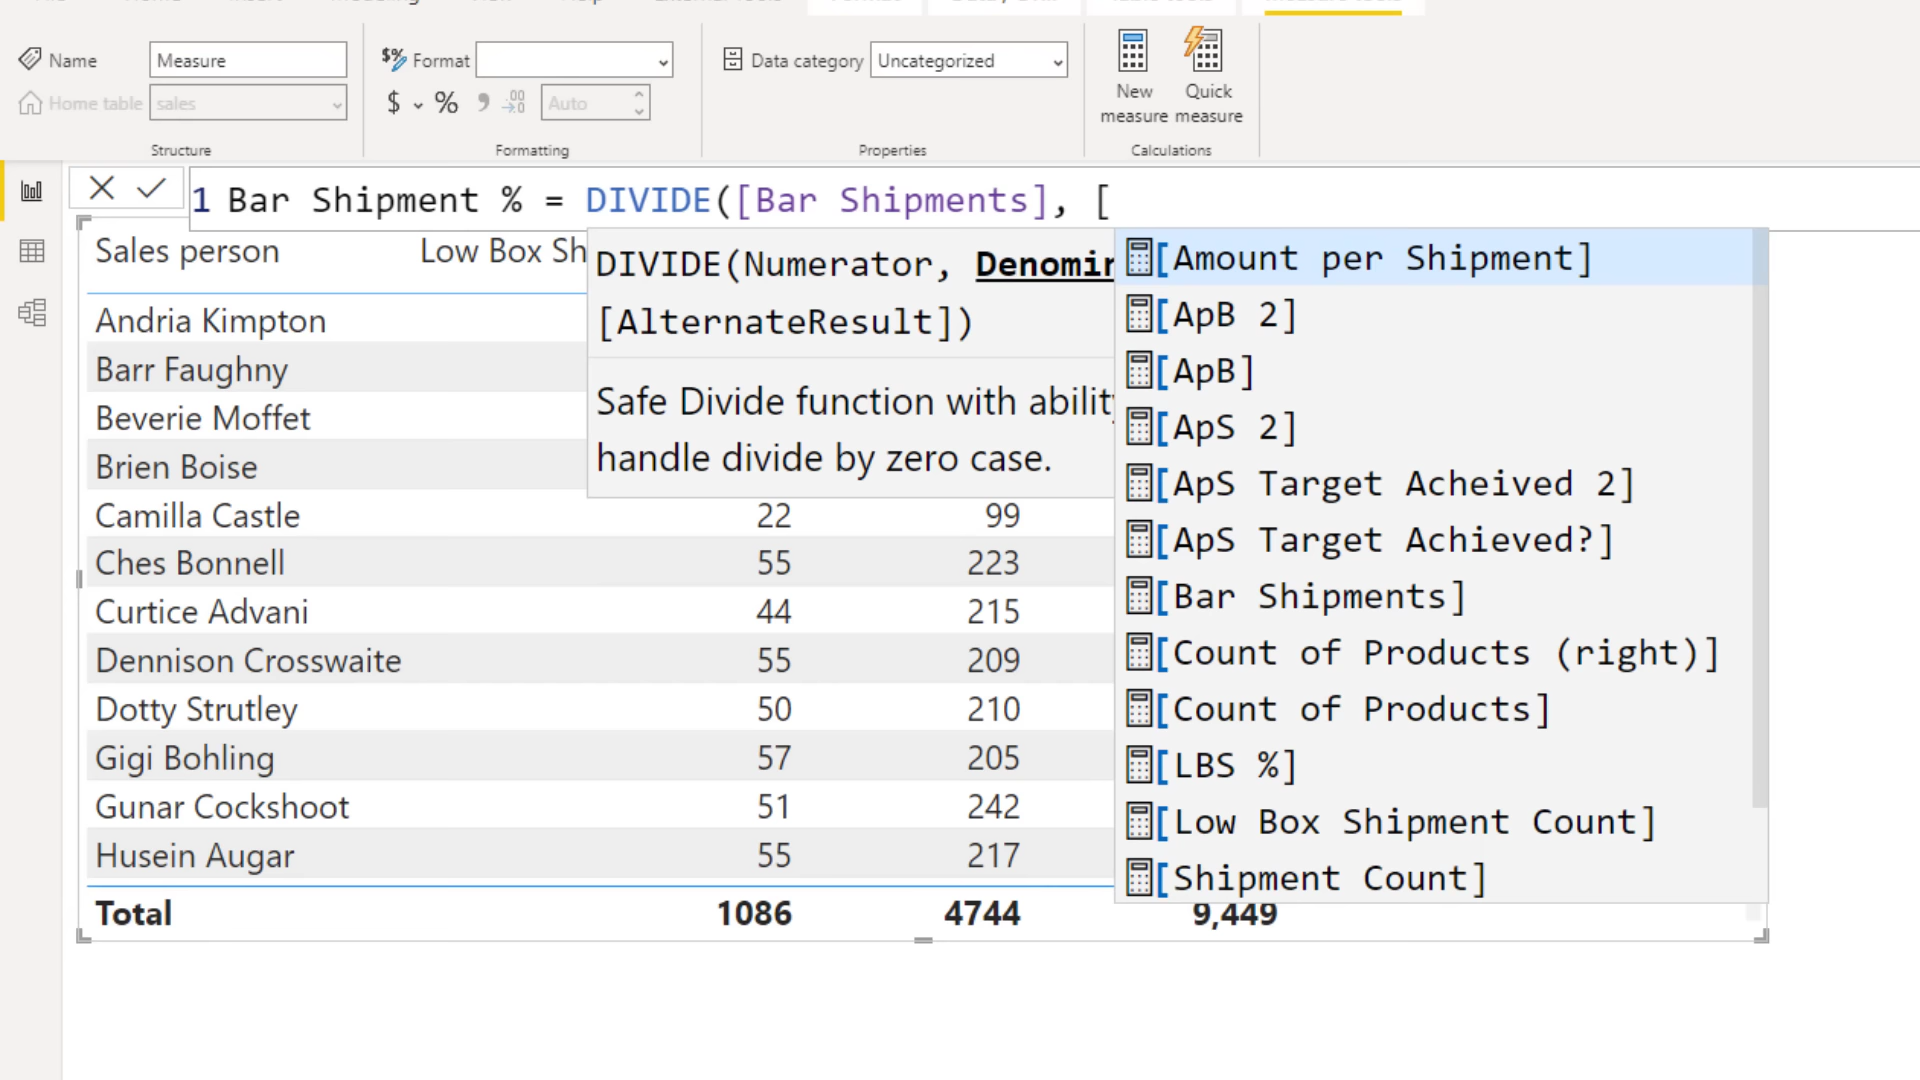 Name
Measure
Format
Data category
Uncategorized
New measure
Quick measure
Home table
sales
$
%
Auto
Structure
Formatting
Properties
Calculations
1 Bar Shipment % = DIVIDE([Bar Shipments], [
Sales person
Low Box Sh
DIVIDE(Numerator, Denomin
[AlternateResult])
Safe Divide function with ability
handle divide by zero case.
[Amount per Shipment]
[ApB 2]
[ApB]
[ApS 2]
[ApS Target Acheived 2]
[ApS Target Achieved?]
[Bar Shipments]
[Count of Products (right)]
[Count of Products]
[LBS %]
[Low Box Shipment Count]
[Shipment Count]
Andria Kimpton
Barr Faughny
Beverie Moffet
Brien Boise
Camilla Castle 22 99
Ches Bonnell 55 223
Curtice Advani 44 215
Dennison Crosswaite 55 209
Dotty Strutley 50 210
Gigi Bohling 57 205
Gunar Cockshoot 51 242
Husein Augar 55 217
Total 1086 4744 9,449